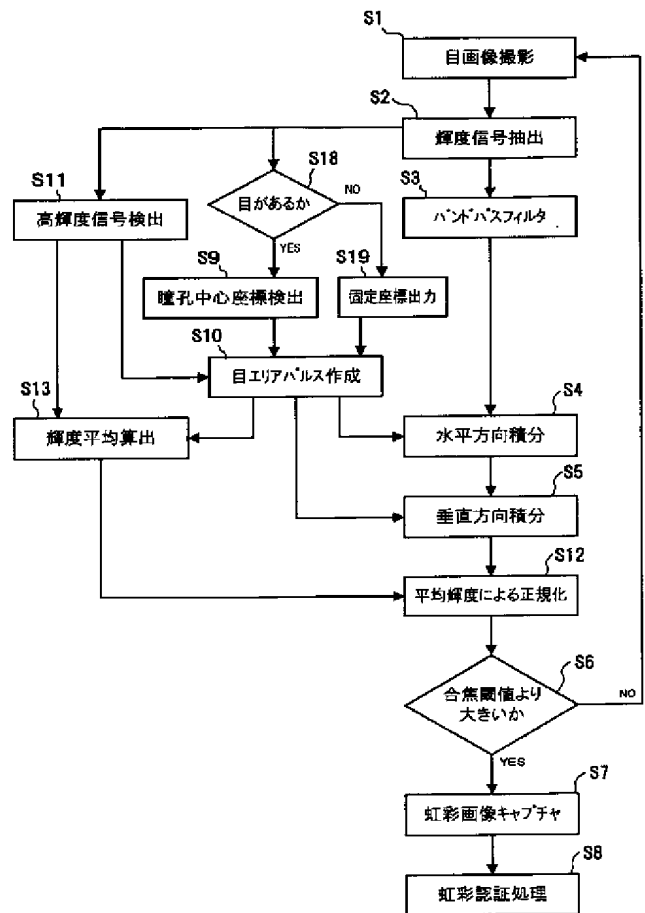 S1
目画像撮影
S2
輝度信号抽出
S18
目があるか
NO
YES
S11
高輝度信号検出
S3
バンドパスフィルタ
S9
瞳孔中心座標検出
S19
固定座標出力
S10
目エリアパルス作成
S13
輝度平均算出
S4
水平方向積分
S5
垂直方向積分
S12
平均輝度による正規化
S6
合焦閾値より
大きいか
NO
YES
S7
虹彩画像キャプチャ
S8
虹彩認証処理